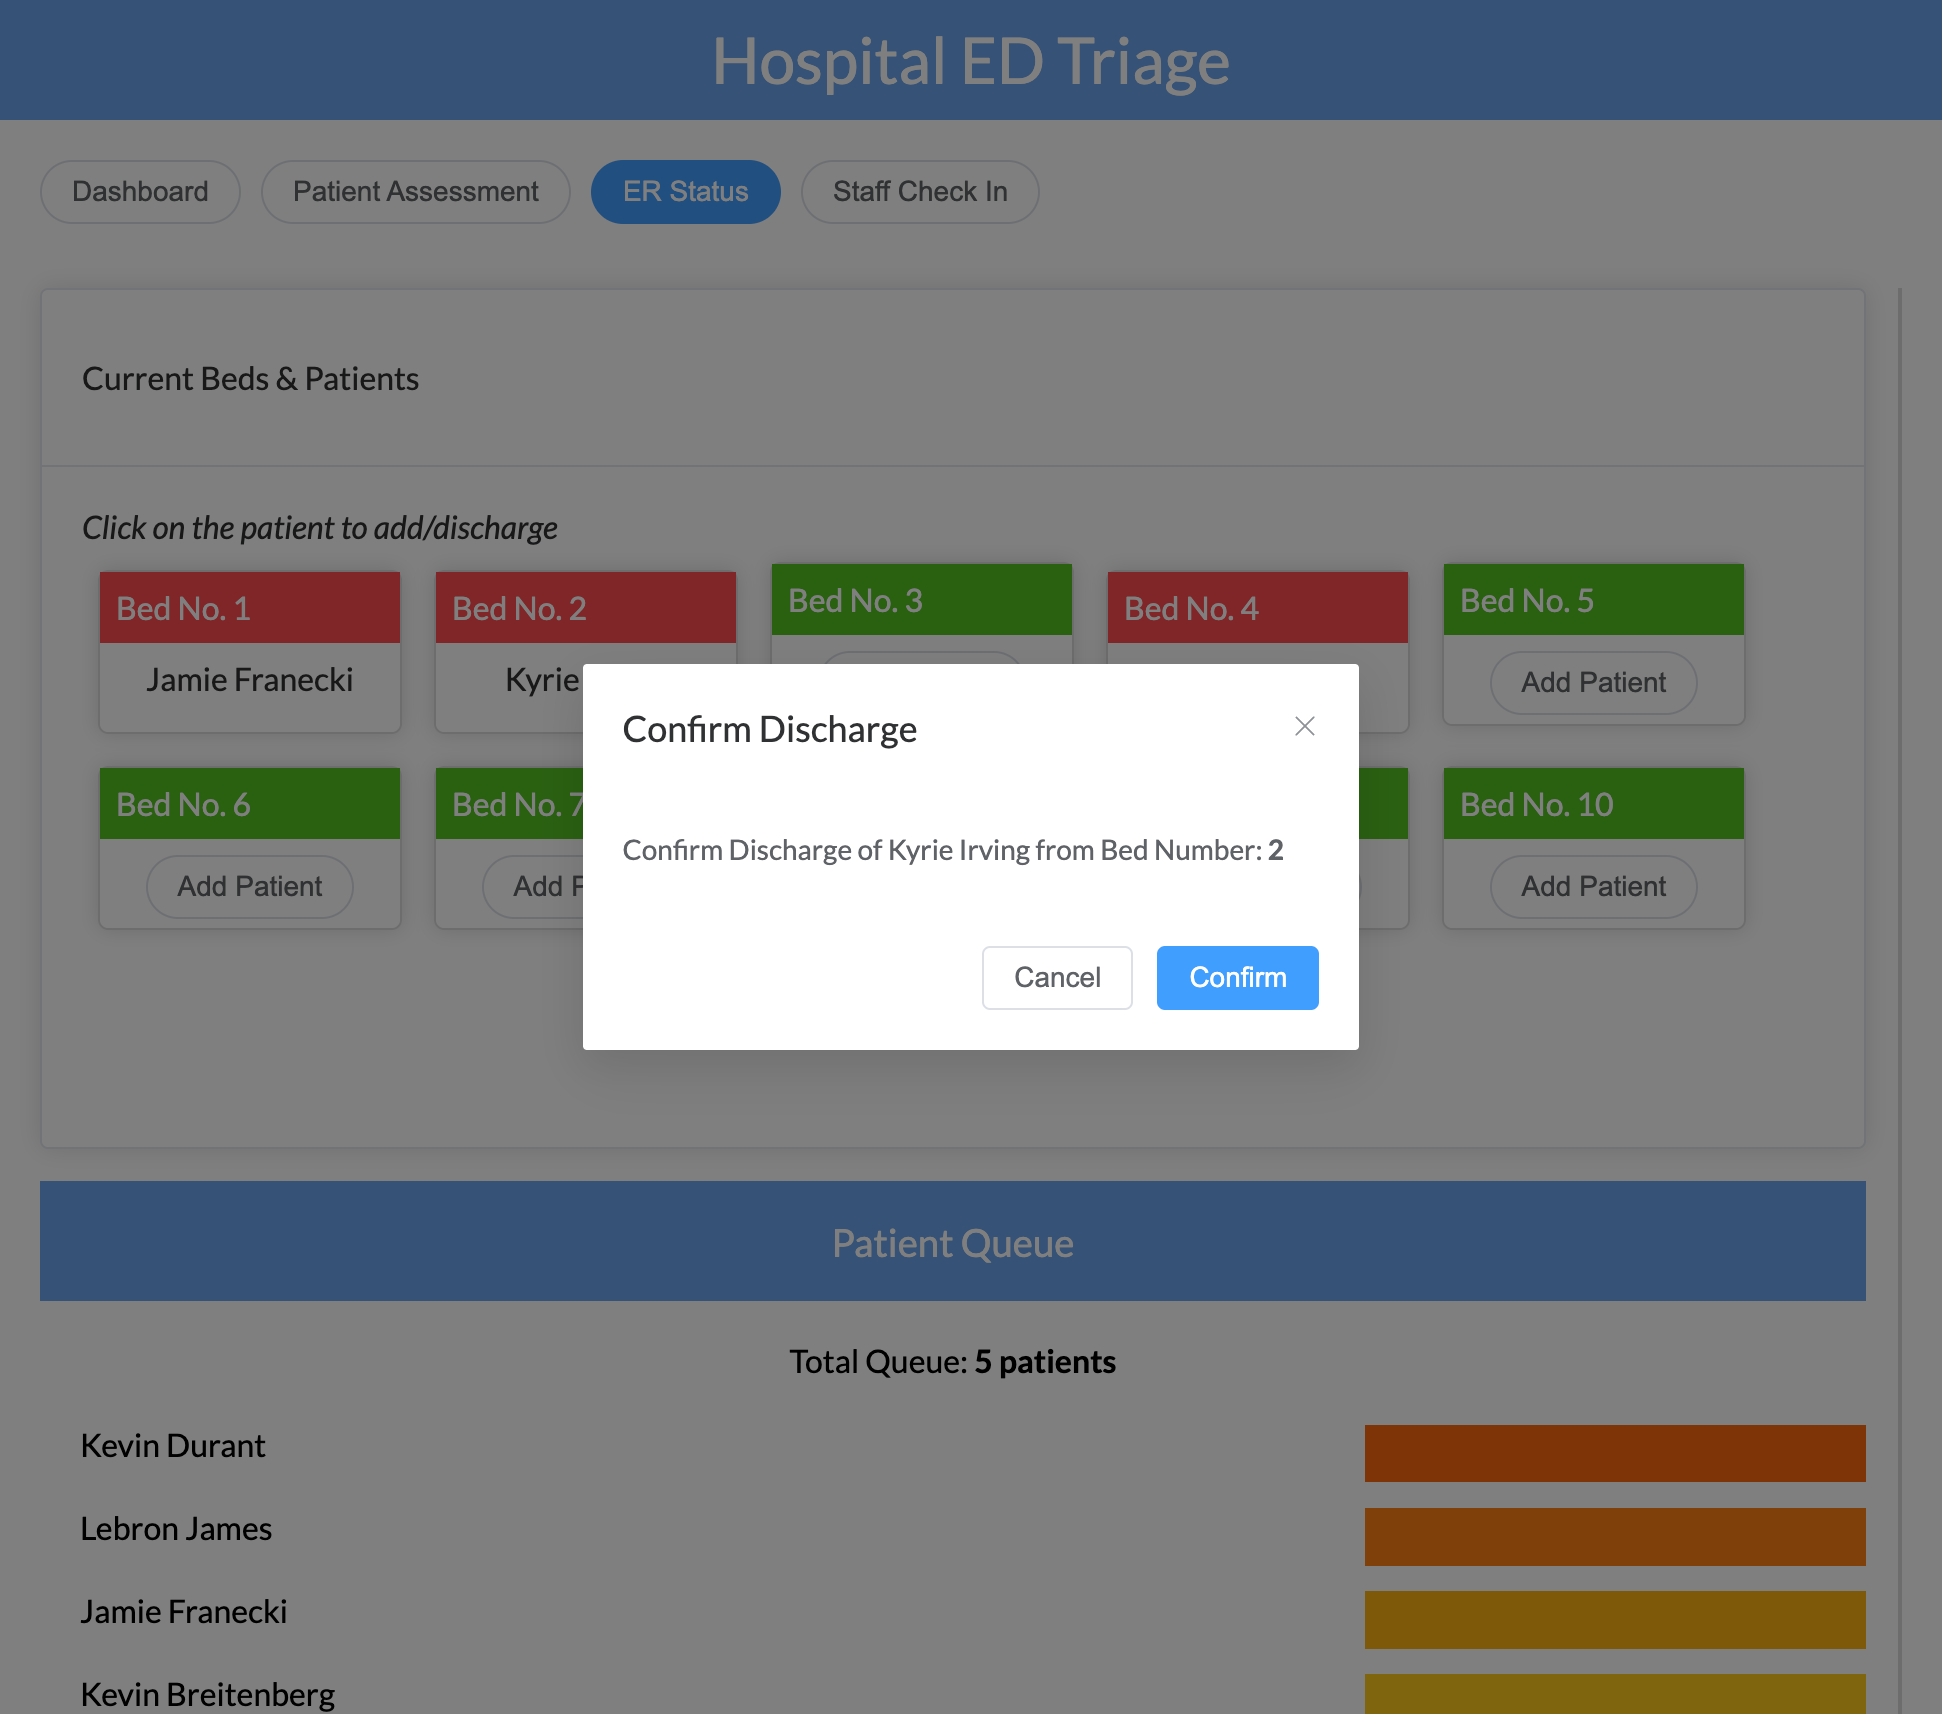 Hospital ED Triage
Dashboard Patient Assessment ER Status Staff Check In
Current Beds & Patients
Click on the patient to add/discharge
Bed No. 1 Bed No. 2 Bed No. 3 Bed No. 4 Bed No. 5
Jamie Franecki Kyrie Add Patient
Confirm Discharge
Bed No. 6 Bed No. 7 Bed No. 10
Confirm Discharge of Kyrie Irving from Bed Number: 2
Add Patient Add Add Patient
Cancel Confirm
Patient Queue
Total Queue: 5 patients
Kevin Durant
Lebron James
Jamie Franecki
Kevin Breitenberg